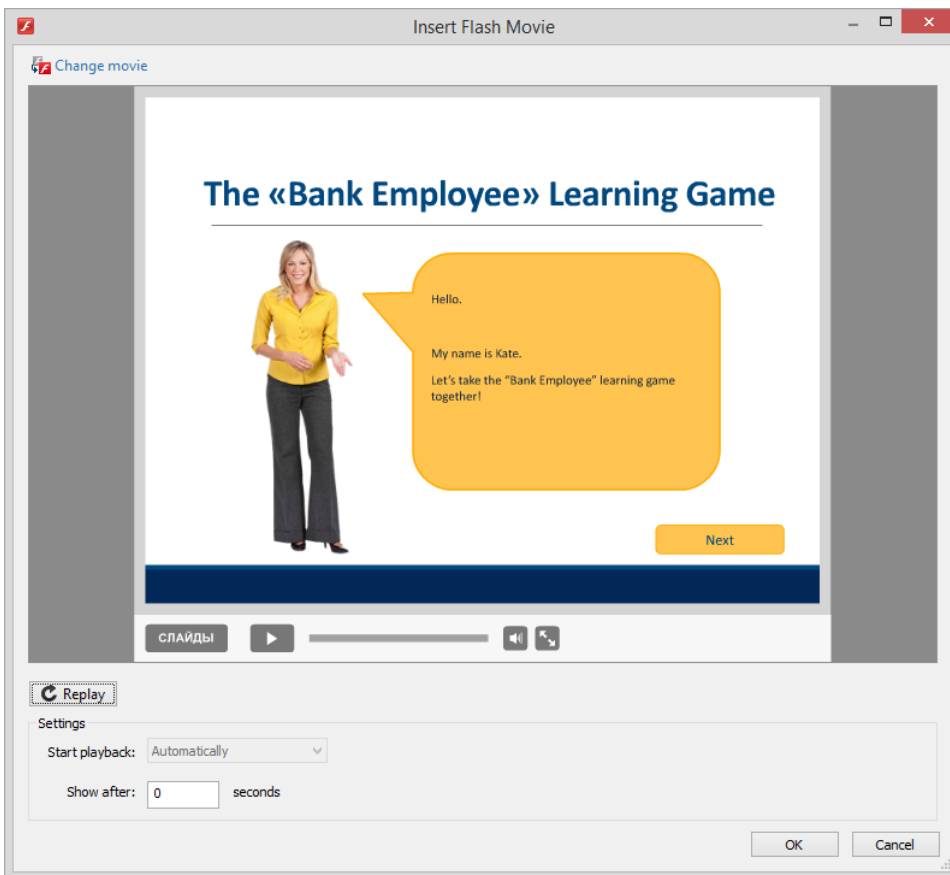 Insert Flash Movie
Change movie
The «Bank Employee» Learning Game
Hello.
My name is Kate.
Let's take the “Bank Employee” learning game
together!
Next
СЛАЙДЫ
Replay
Settings
Start playback: Automatically
Show after: 0 seconds
OK Cancel